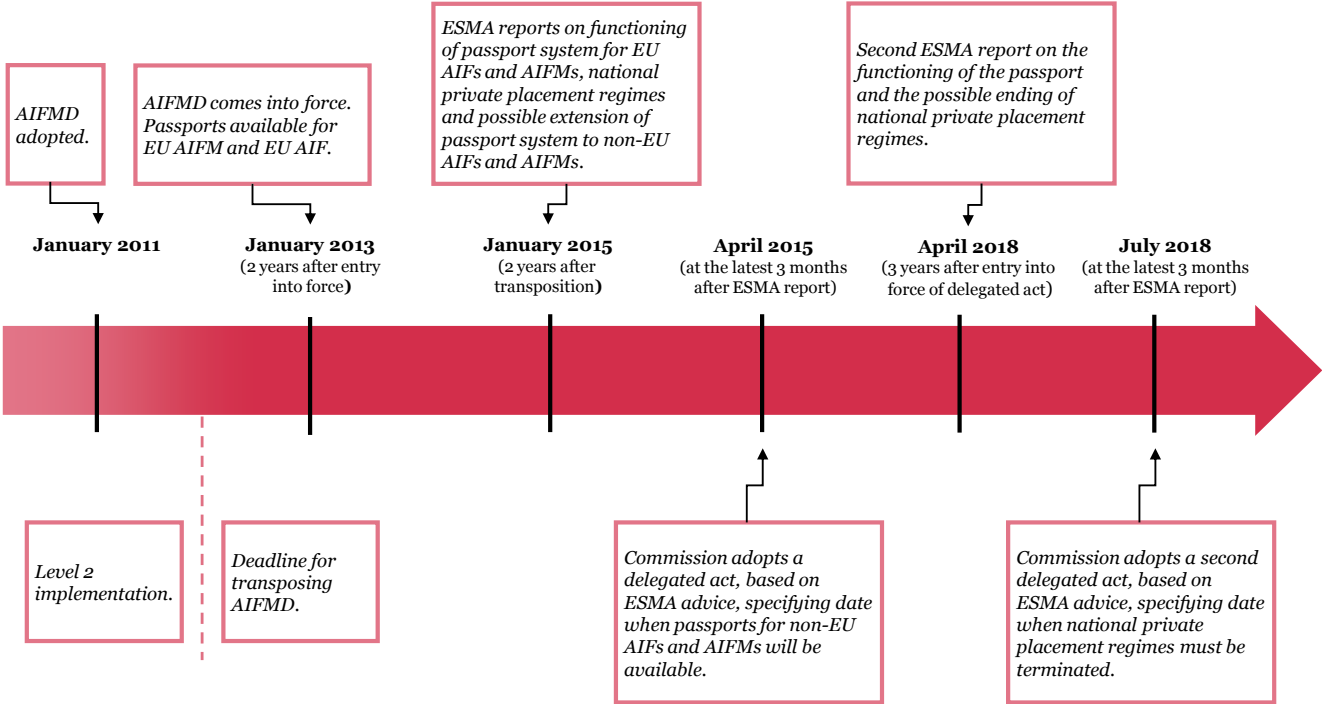 AIFMD
adopted.
AIFMD comes into force.
Passports available for
EU AIFM and EU AIF.
ESMA reports on functioning
of passport system for EU
AIFs and AIFMs, national
private placement regimes
and possible extension of
passport system to non-EU
AIFs and AIFMs.
Second ESMA report on the
functioning of the passport
and the possible ending of
national private placement
regimes.
January 2011
January 2013
(2 years after entry
into force)
January 2015
(2 years after
transposition)
April 2015
(at the latest 3 months
after ESMA report)
April 2018
(3 years after entry into
force of delegated act)
July 2018
(at the latest 3 months
after ESMA report)
Level 2
implementation.
Deadline for
transposing
AIFMD.
Commission adopts a
delegated act, based on
ESMA advice, specifying date
when passports for non-EU
AIFs and AIFMs will be
available.
Commission adopts a second
delegated act, based on
ESMA advice, specifying date
when national private
placement regimes must be
terminated.